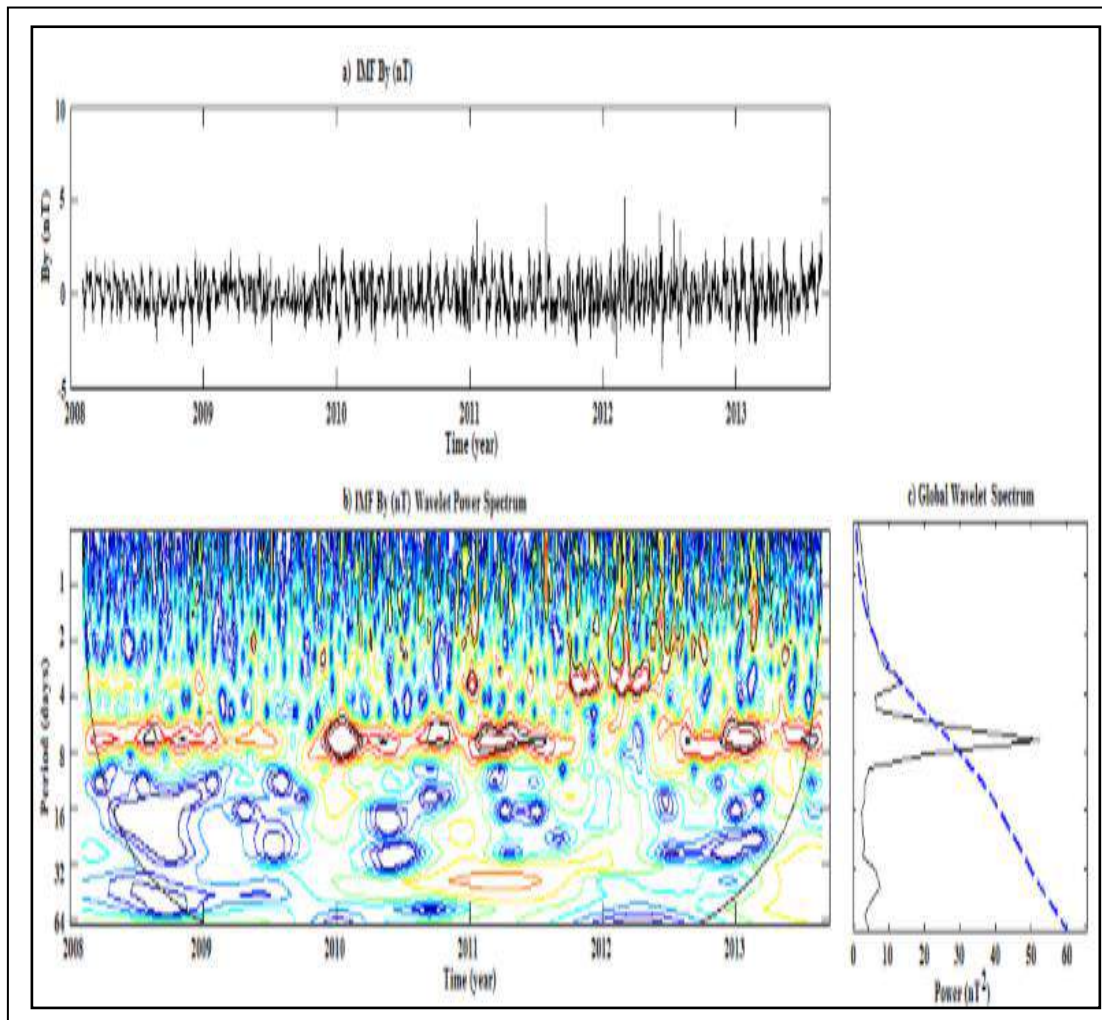 a) IMF By (nT)
10
5
0
-5
By (nT)
2008 2009 2010 2011 2012 2013
Time (year)
b) IMF By (nT) Wavelet Power Spectrum
1
2
4
8
16
32
64
Period (days)
2008 2009 2010 2011 2012 2013
Time (year)
c) Global Wavelet Spectrum
0 10 20 30 40 50 60
Power (nT²)